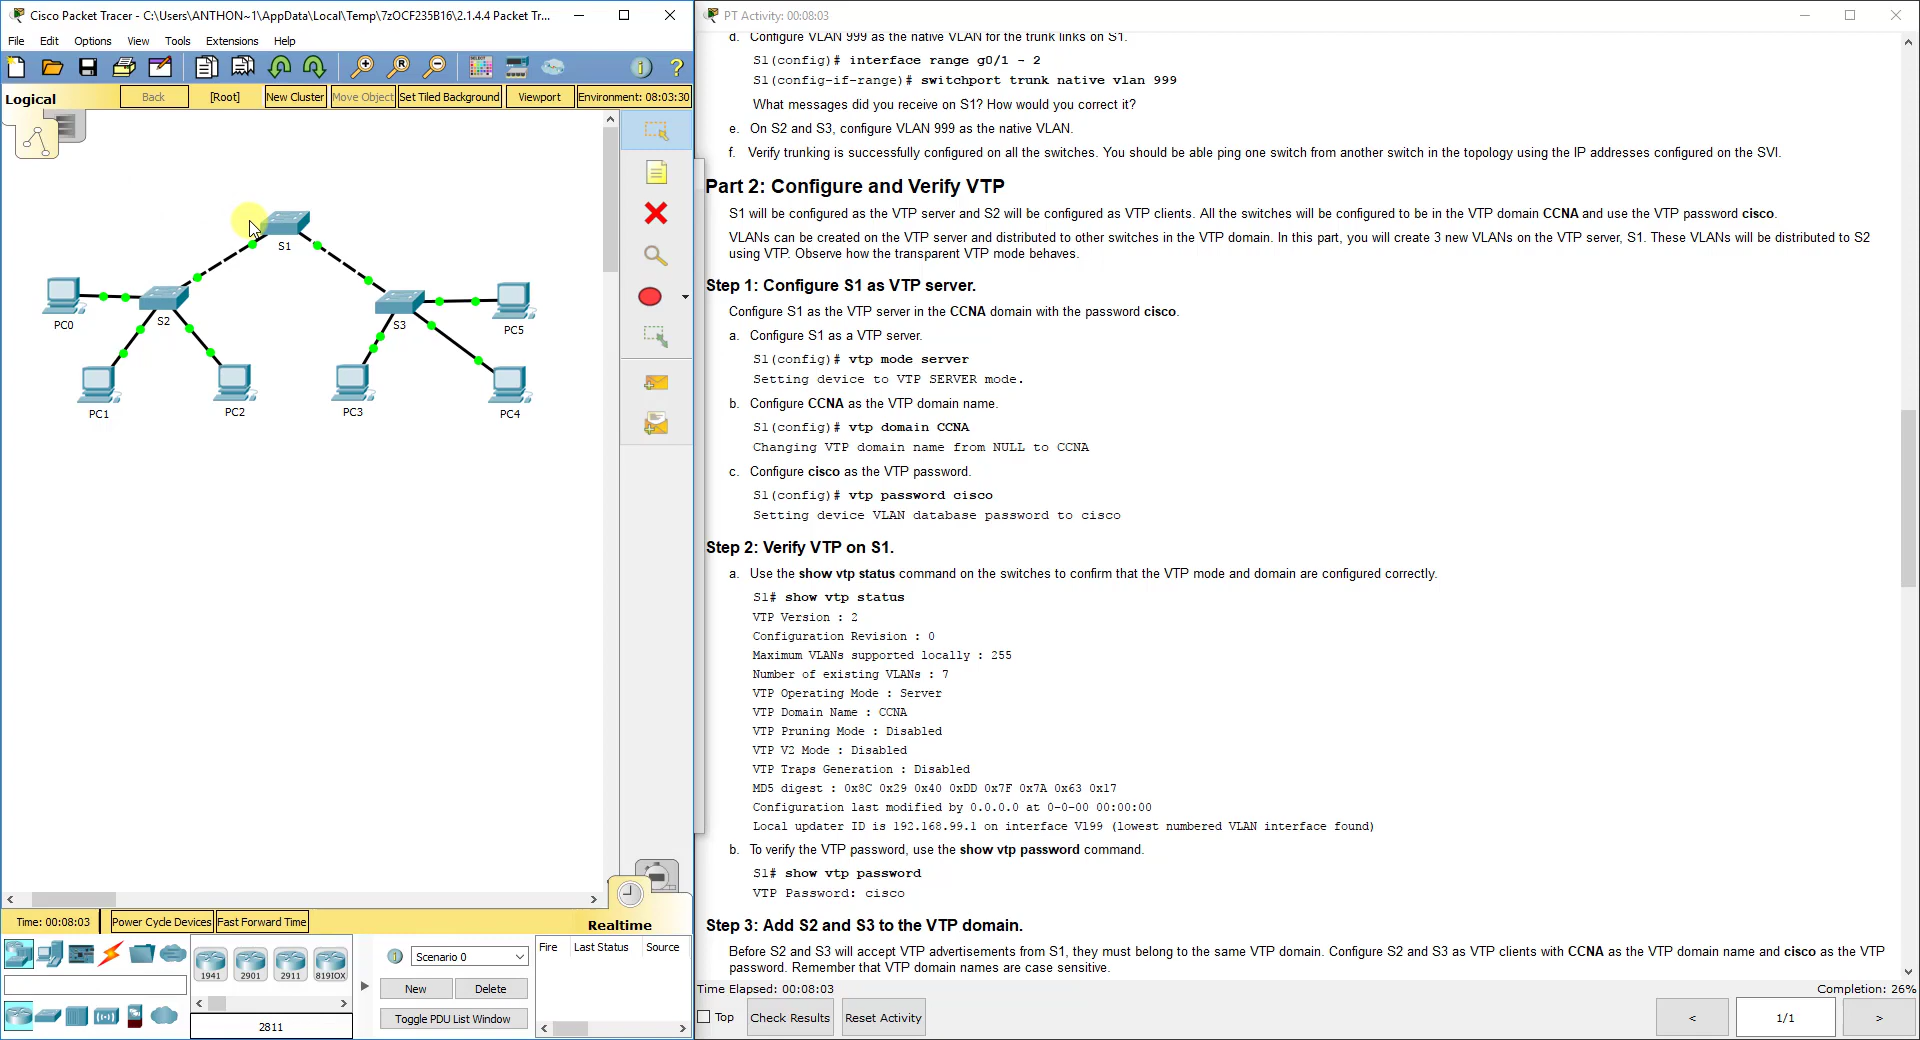 Cisco Packet Tracer - C:\Users\ANTHON~1\AppData\Local\Temp\7zOCF235B16\2.1.4.4 Packet Tr...
File Edit Options View Tools Extensions Help
Logical Back [Root] New Cluster Move Object Set Tiled Background Viewport Environment: 08:03:30
S1
S2
S3
PC0
PC5
PC1
PC2
PC3
PC4
Time: 00:08:03 Power Cycle Devices Fast Forward Time Realtime
1941 2901 2911 819IOX
2811
Scenario 0
New Delete
Toggle PDU List Window
Fire Last Status Source
PT Activity: 00:08:03
d. Configure VLAN 999 as the native VLAN for the trunk links on S1.
S1(config)# interface range g0/1 - 2
S1(config-if-range)# switchport trunk native vlan 999
What messages did you receive on S1? How would you correct it?
e. On S2 and S3, configure VLAN 999 as the native VLAN.
f. Verify trunking is successfully configured on all the switches. You should be able ping one switch from another switch in the topology using the IP addresses configured on the SVI.
Part 2: Configure and Verify VTP
S1 will be configured as the VTP server and S2 will be configured as VTP clients. All the switches will be configured to be in the VTP domain CCNA and use the VTP password cisco.
VLANs can be created on the VTP server and distributed to other switches in the VTP domain. In this part, you will create 3 new VLANs on the VTP server, S1. These VLANs will be distributed to S2
using VTP. Observe how the transparent VTP mode behaves.
Step 1: Configure S1 as VTP server.
Configure S1 as the VTP server in the CCNA domain with the password cisco.
a. Configure S1 as a VTP server.
S1(config)# vtp mode server
Setting device to VTP SERVER mode.
b. Configure CCNA as the VTP domain name.
S1(config)# vtp domain CCNA
Changing VTP domain name from NULL to CCNA
c. Configure cisco as the VTP password.
S1(config)# vtp password cisco
Setting device VLAN database password to cisco
Step 2: Verify VTP on S1.
a. Use the show vtp status command on the switches to confirm that the VTP mode and domain are configured correctly.
S1# show vtp status
VTP Version : 2
Configuration Revision : 0
Maximum VLANs supported locally : 255
Number of existing VLANs : 7
VTP Operating Mode : Server
VTP Domain Name : CCNA
VTP Pruning Mode : Disabled
VTP V2 Mode : Disabled
VTP Traps Generation : Disabled
MD5 digest : 0x8C 0x29 0x40 0xDD 0x7F 0x7A 0x63 0x17
Configuration last modified by 0.0.0.0 at 0-0-00 00:00:00
Local updater ID is 192.168.99.1 on interface Vl99 (lowest numbered VLAN interface found)
b. To verify the VTP password, use the show vtp password command.
S1# show vtp password
VTP Password: cisco
Step 3: Add S2 and S3 to the VTP domain.
Before S2 and S3 will accept VTP advertisements from S1, they must belong to the same VTP domain. Configure S2 and S3 as VTP clients with CCNA as the VTP domain name and cisco as the VTP
password. Remember that VTP domain names are case sensitive.
Time Elapsed: 00:08:03 Completion: 26%
Top Check Results Reset Activity < 1/1 >